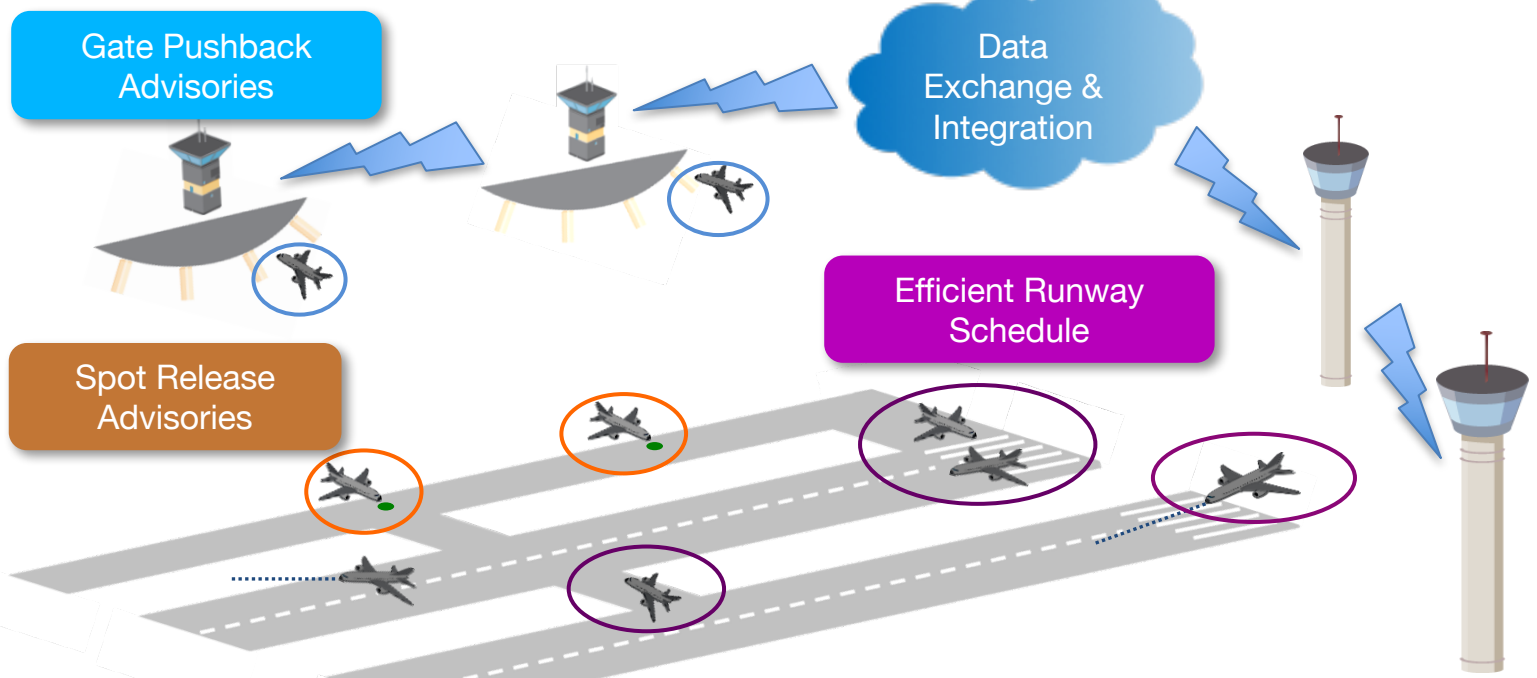 Gate Pushback
Advisories
Data
Exchange &
Integration
Efficient Runway
Schedule
Spot Release
Advisories